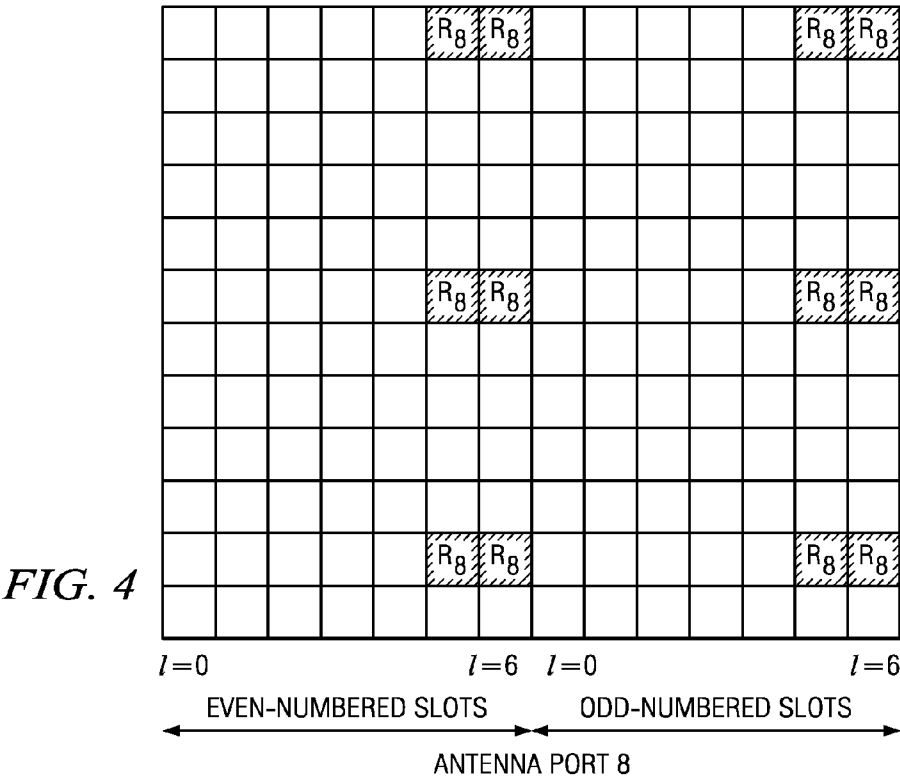 R8 R8 R8 R8
R8 R8 R8 R8
R8 R8 R8 R8
FIG. 4
l=0 l=6 l=0 l=6
EVEN-NUMBERED SLOTS ODD-NUMBERED SLOTS
ANTENNA PORT 8